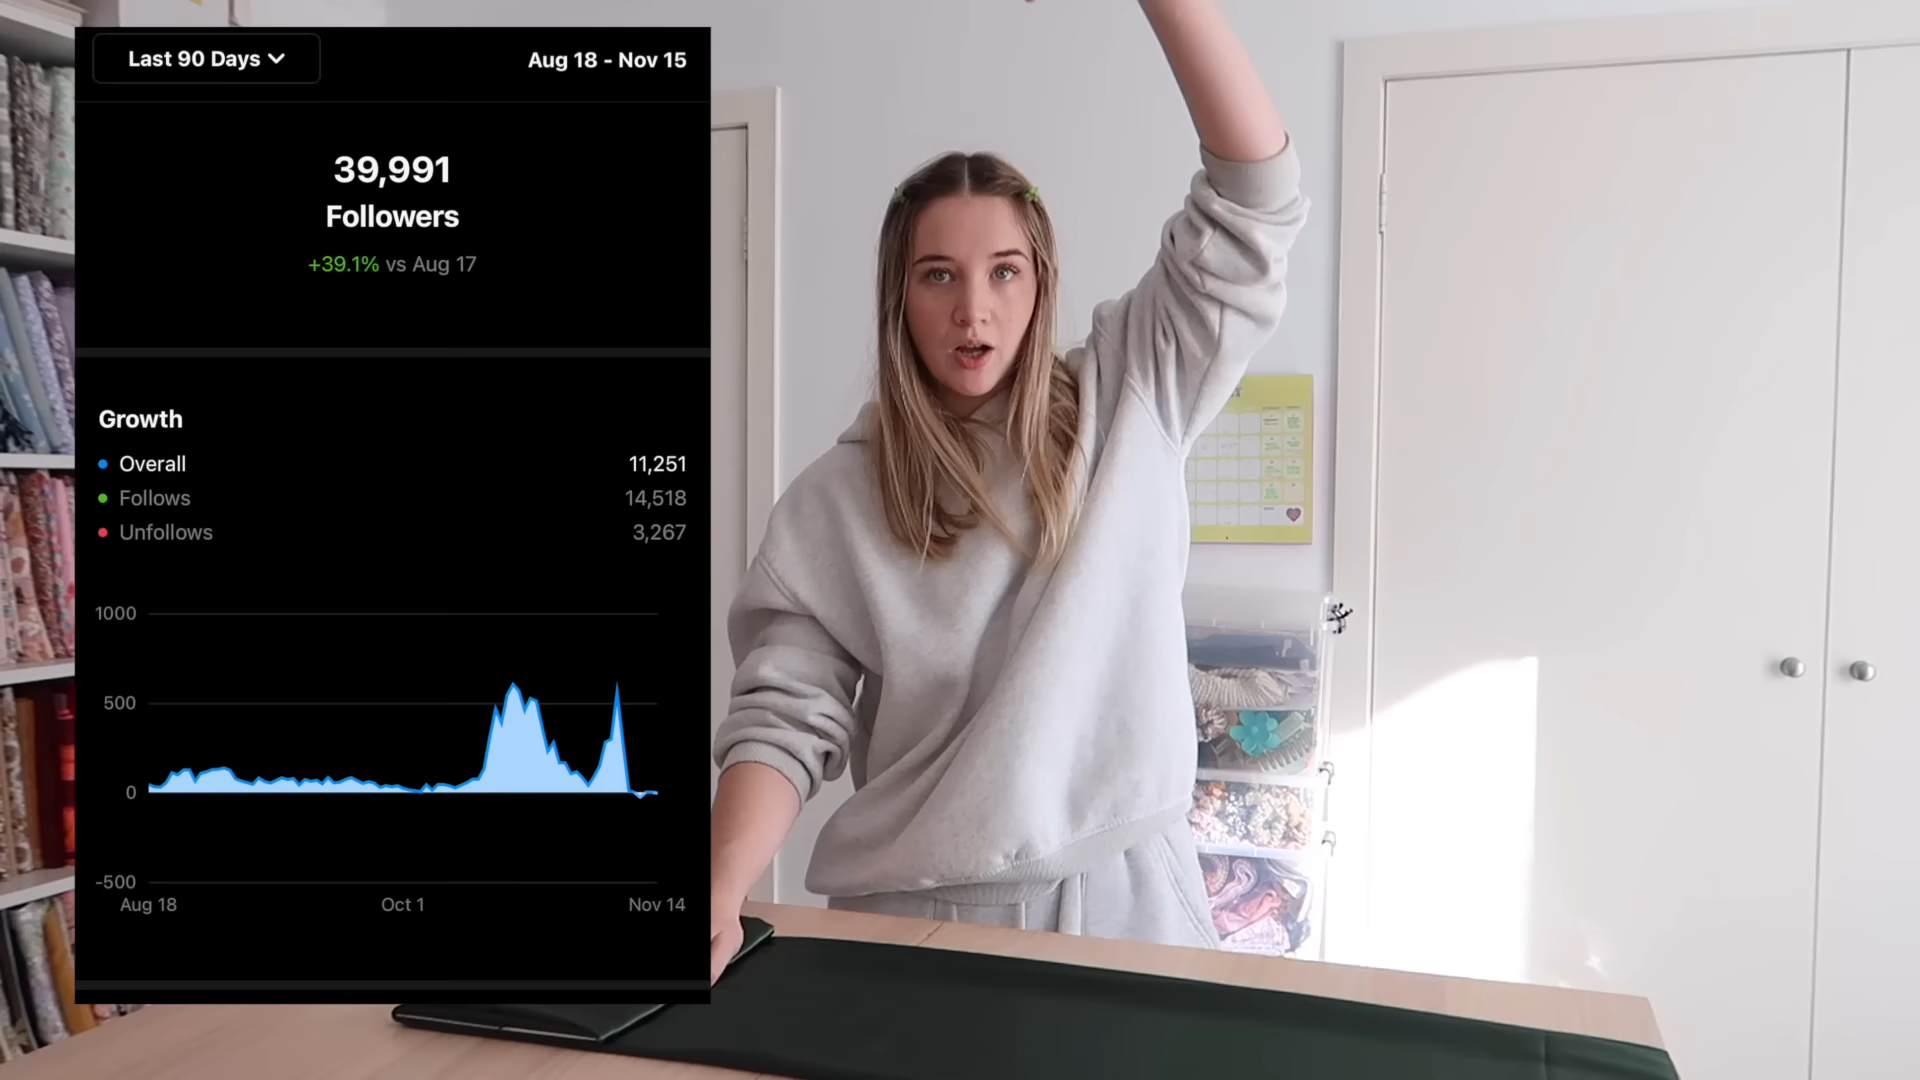 Last 90 Days
Aug 18 - Nov 15
39,991
Followers
+39.1% vs Aug 17
Growth
Overall 11,251
Follows 14,518
Unfollows 3,267
1000
500
0
-500
Aug 18 Oct 1 Nov 14